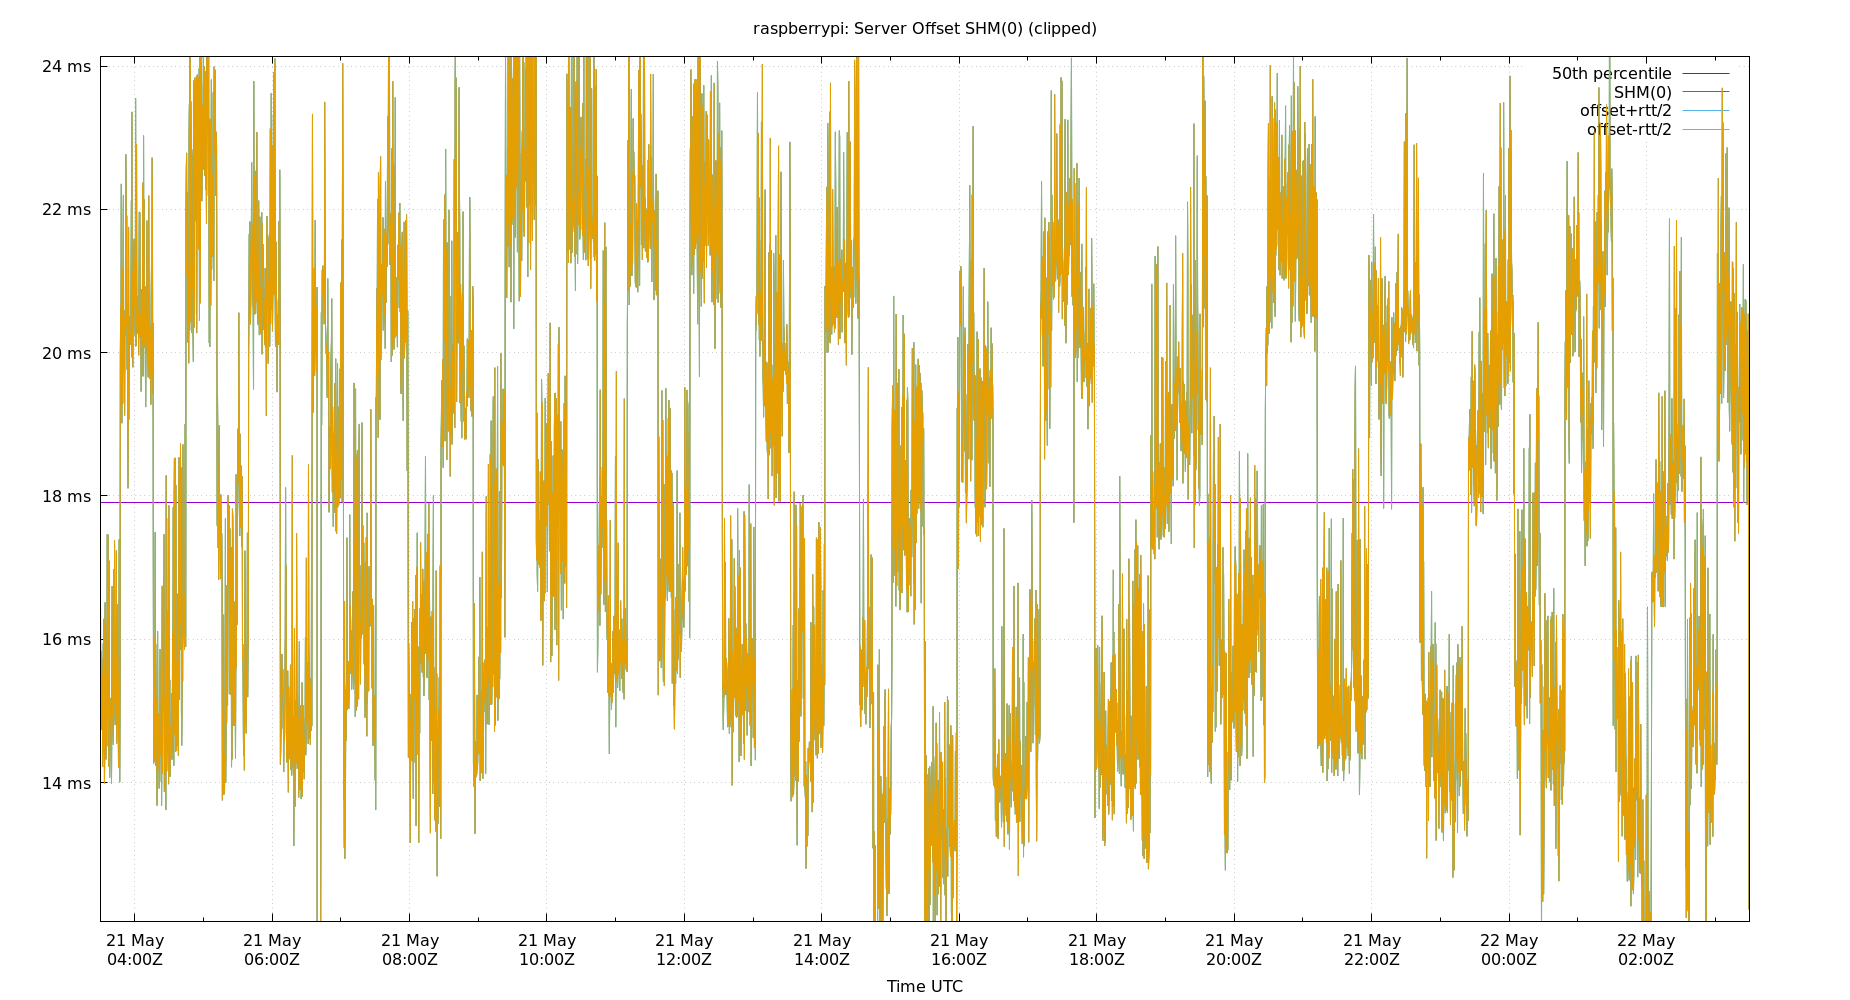 raspberrypi: Server Offset SHM(0) (clipped)
24 ms
22 ms
20 ms
18 ms
16 ms
14 ms
50th percentile
SHM(0)
offset+rtt/2
offset-rtt/2
21 May 21 May 21 May 21 May 21 May 21 May 21 May 21 May 21 May 21 May 22 May 22 May
04:00Z 06:00Z 08:00Z 10:00Z 12:00Z 14:00Z 16:00Z 18:00Z 20:00Z 22:00Z 00:00Z 02:00Z
Time UTC